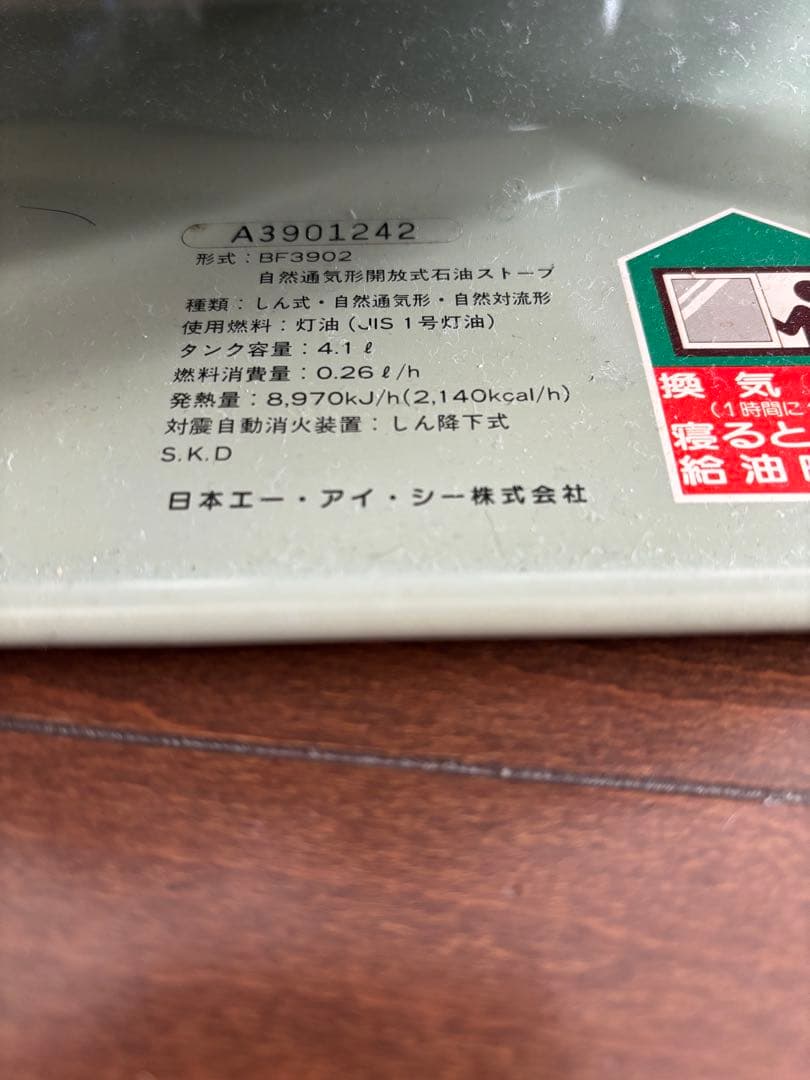 A3901242
形式：BF3902
自然通気形開放式石油ストーブ
種類：しん式・自然通気形・自然対流形
使用燃料：灯油(JIS 1号灯油)
タンク容量：4.1ℓ
燃料消費量：0.26ℓ/h
発熱量：8,970kJ/h(2,140kcal/h)
対震自動消火装置：しん降下式
S.K.D
日本エー・アイ・シー株式会社
換気
(1時間に
寝ると
給油